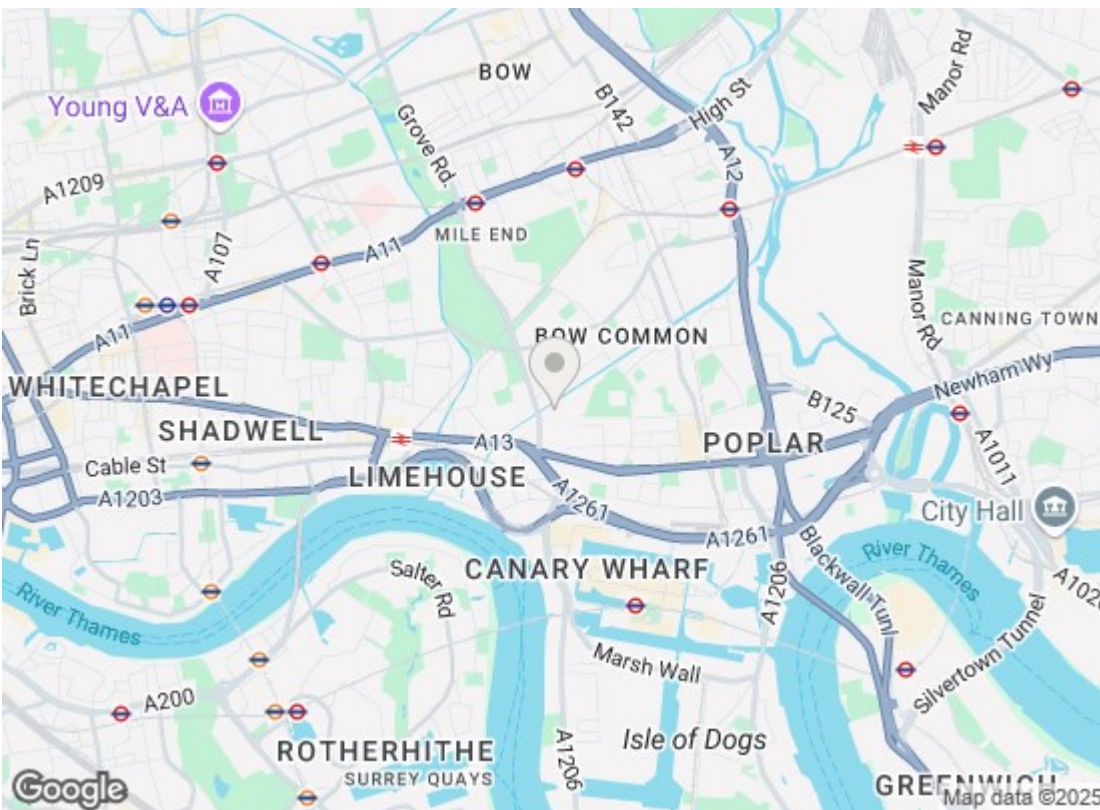 BOW
Manor Rd
Young V&A
B142
High St
Grove Rd.
A12
A1209
MILE END
A107
A11
Brick Ln
Manor Rd
A11
CANNING TOWN
BOW COMMON
Newham Wy
WHITECHAPEL
B125
SHADWELL
A13
POPLAR
Cable St
LIMEHOUSE
A1011
A1203
A1261
City Hall
A1261
River Thames
CANARY WHARF
Blackwall Tunl
Salter Rd
A1206
A1020
River Thames
Marsh Wall
Silvertown Tunnel
A200
Isle of Dogs
ROTHERHITHE
A1206
SURREY QUAYS
GREENWICH
Google
Map data ©2025